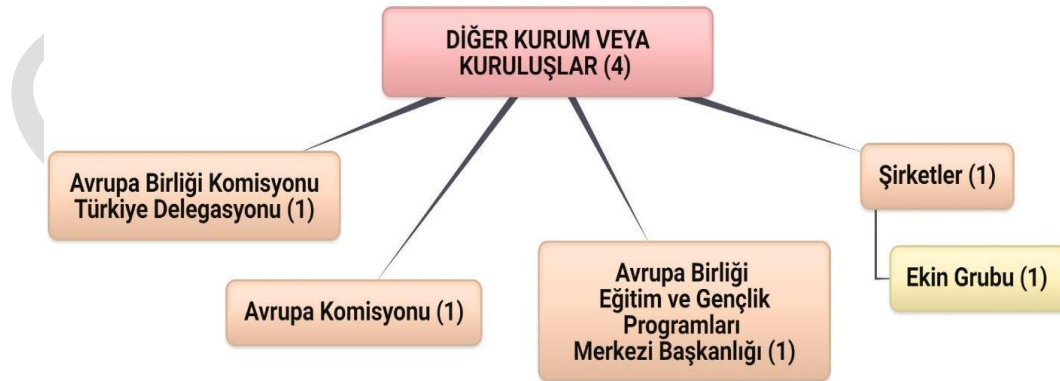 DİĞER KURUM VEYA
KURULUŞLAR (4)
Avrupa Birliği Komisyonu
Türkiye Delegasyonu (1)
Avrupa Komisyonu (1)
Avrupa Birliği
Eğitim ve Gençlik
Programları
Merkezi Başkanlığı (1)
Şirketler (1)
Ekin Grubu (1)